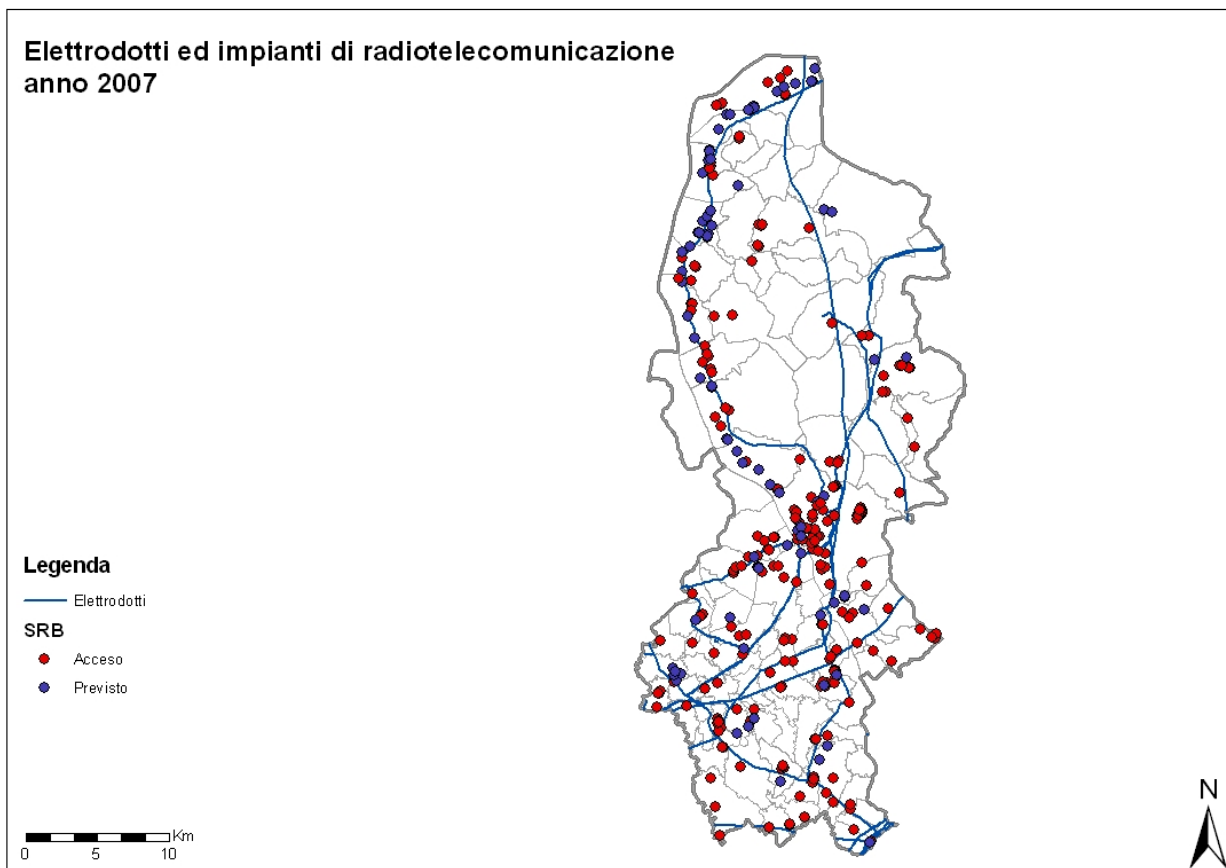 Elettrodotti ed impianti di radiotelecomunicazione
anno 2007
Legenda
Elettrodotti
SRB
Acceso
Previsto
Km
0 5 10
N